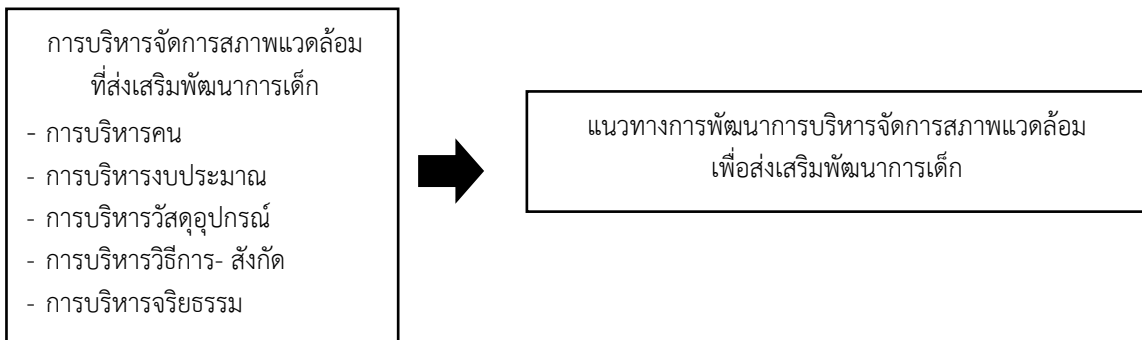 การบริหารจัดการสภาพแวดล้อม
ที่ส่งเสริมพัฒนาการเด็ก
- การบริหารคน
- การบริหารงบประมาณ
- การบริหารวัสดุอุปกรณ์
- การบริหารวิธีการ- สังกัด
- การบริหารจริยธรรม
แนวทางการพัฒนาการบริหารจัดการสภาพแวดล้อม
เพื่อส่งเสริมพัฒนาการเด็ก